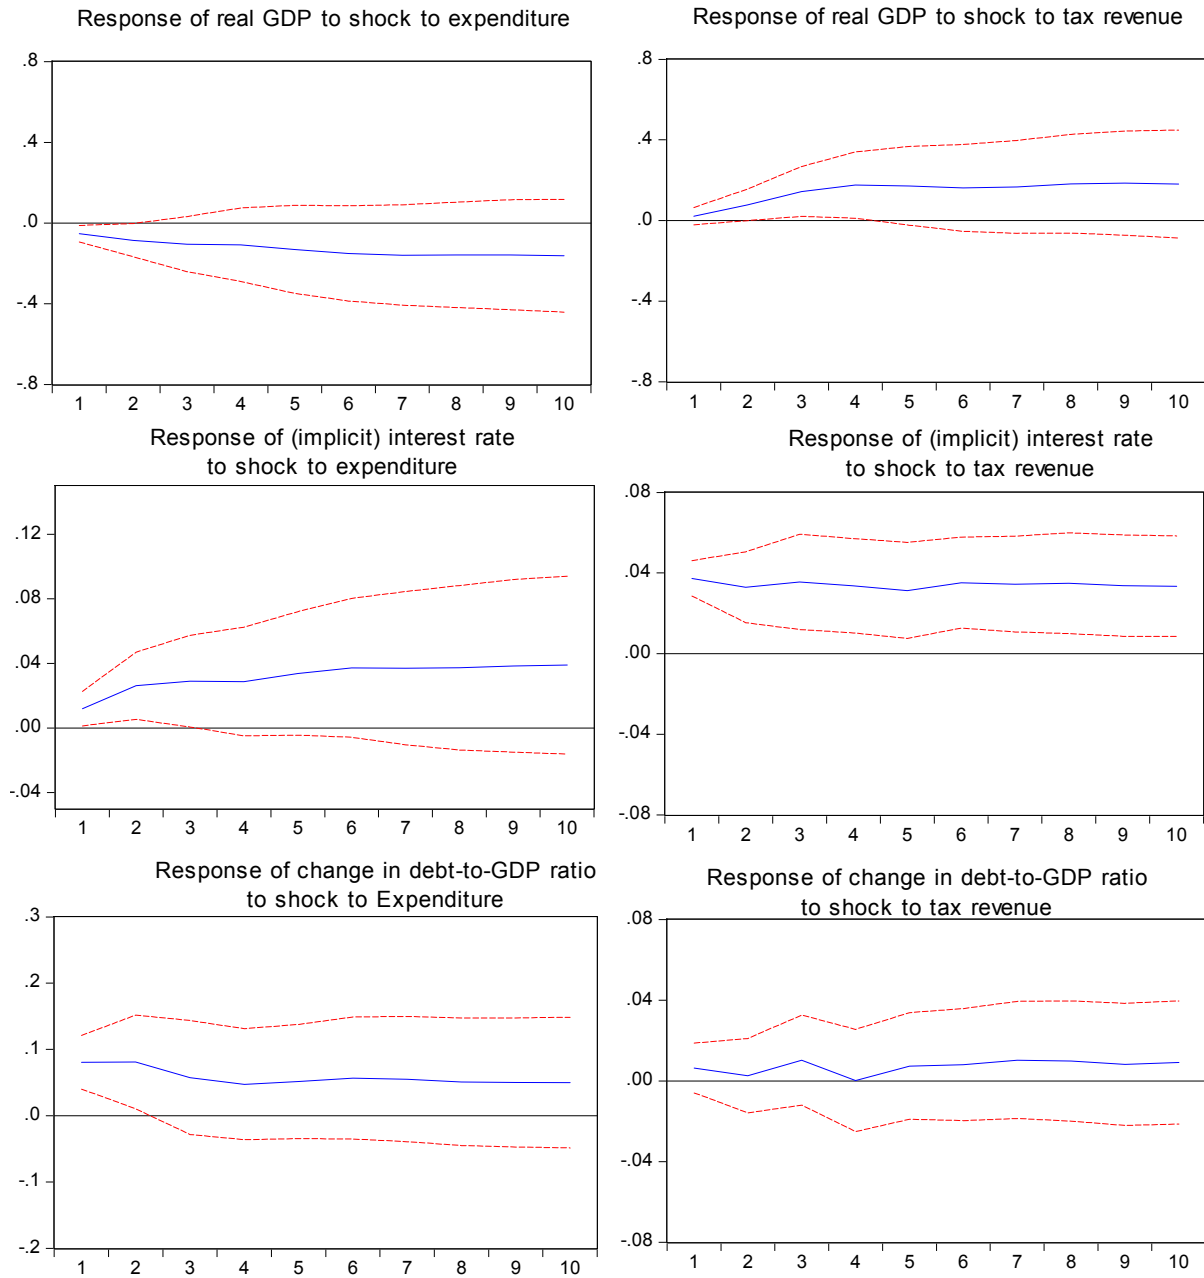 Response of real GDP to shock to expenditure
.8
.4
.0
-.4
-.8
1 2 3 4 5 6 7 8 9 10
Response of real GDP to shock to tax revenue
.8
.4
.0
-.4
-.8
1 2 3 4 5 6 7 8 9 10
Response of (implicit) interest rate
to shock to expenditure
.12
.08
.04
.00
-.04
1 2 3 4 5 6 7 8 9 10
Response of (implicit) interest rate
to shock to tax revenue
.08
.04
.00
-.04
-.08
1 2 3 4 5 6 7 8 9 10
Response of change in debt-to-GDP ratio
to shock to Expenditure
.3
.2
.1
.0
-.1
-.2
1 2 3 4 5 6 7 8 9 10
Response of change in debt-to-GDP ratio
to shock to tax revenue
.08
.04
.00
-.04
-.08
1 2 3 4 5 6 7 8 9 10